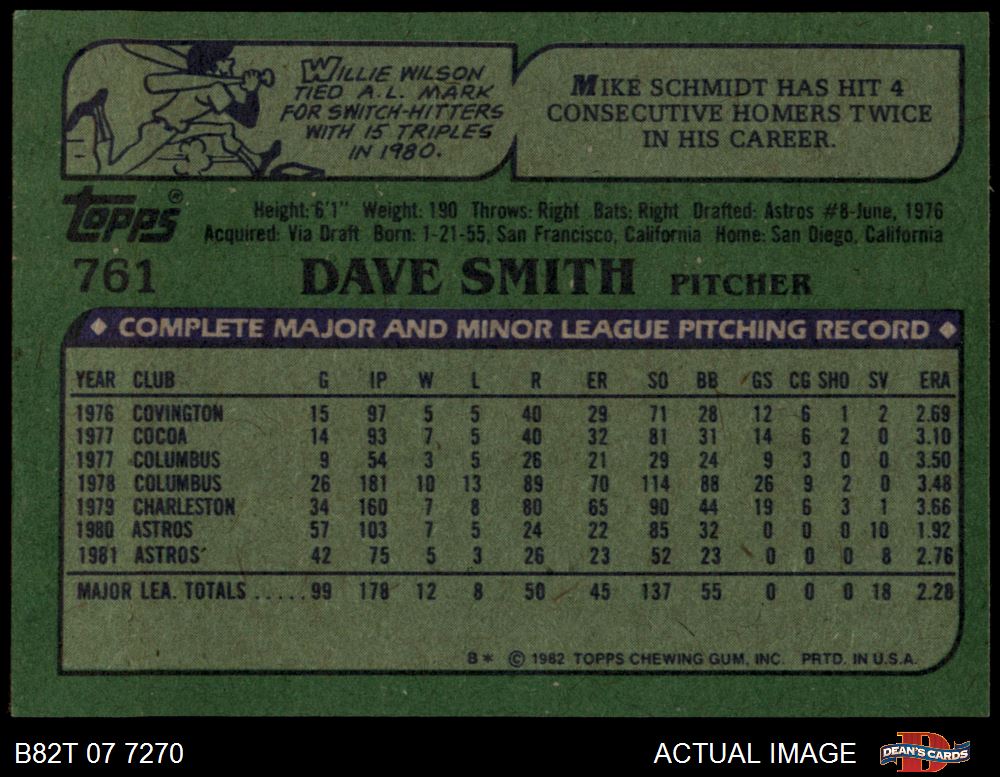 WILLIE WILSON
TIED A.L. MARK
FOR SWITCH-HITTERS
WITH 15 TRIPLES
IN 1980.
MIKE SCHMIDT HAS HIT 4
CONSECUTIVE HOMERS TWICE
IN HIS CAREER.
Topps®
Height: 6'1" Weight: 190 Throws: Right Bats: Right Drafted: Astros #8-June, 1976
Acquired: Via Draft Born: 1-21-55, San Francisco, California Home: San Diego, California
761 DAVE SMITH PITCHER
COMPLETE MAJOR AND MINOR LEAGUE PITCHING RECORD
YEAR CLUB G IP W L R ER SO BB GS CG SHO SV ERA
1976 COVINGTON 15 97 5 5 40 29 71 28 12 6 1 2 2.69
1977 COCOA 14 93 7 5 40 32 81 31 14 6 2 0 3.10
1977 COLUMBUS 9 54 3 5 26 21 29 24 9 3 0 0 3.50
1978 COLUMBUS 26 181 10 13 89 70 114 88 26 9 2 0 3.48
1979 CHARLESTON 34 160 7 8 80 65 90 44 19 6 3 1 3.66
1980 ASTROS 57 103 7 5 24 22 85 32 0 0 0 10 1.92
1981 ASTROS 42 75 5 3 26 23 52 23 0 0 0 8 2.76
MAJOR LEA. TOTALS .....99 178 12 8 50 45 137 55 0 0 0 18 2.28
B* © 1982 TOPPS CHEWING GUM, INC. PRTD. IN U.S.A.
B82T 07 7270 ACTUAL IMAGE DEAN'S CARDS